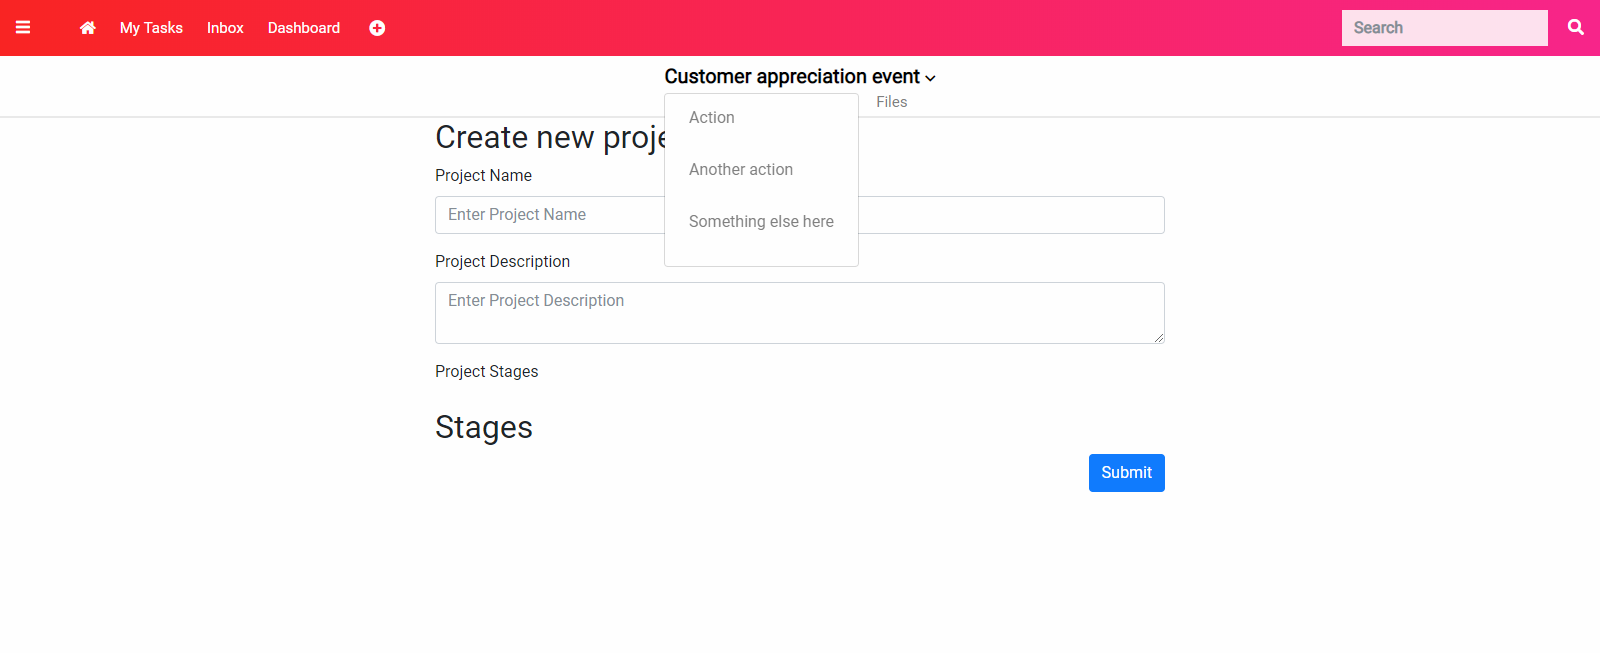 My Tasks Inbox Dashboard Search
Customer appreciation event
Files
Action
Create new proje
Another action
Project Name
Enter Project Name
Something else here
Project Description
Enter Project Description
Project Stages
Stages
Submit